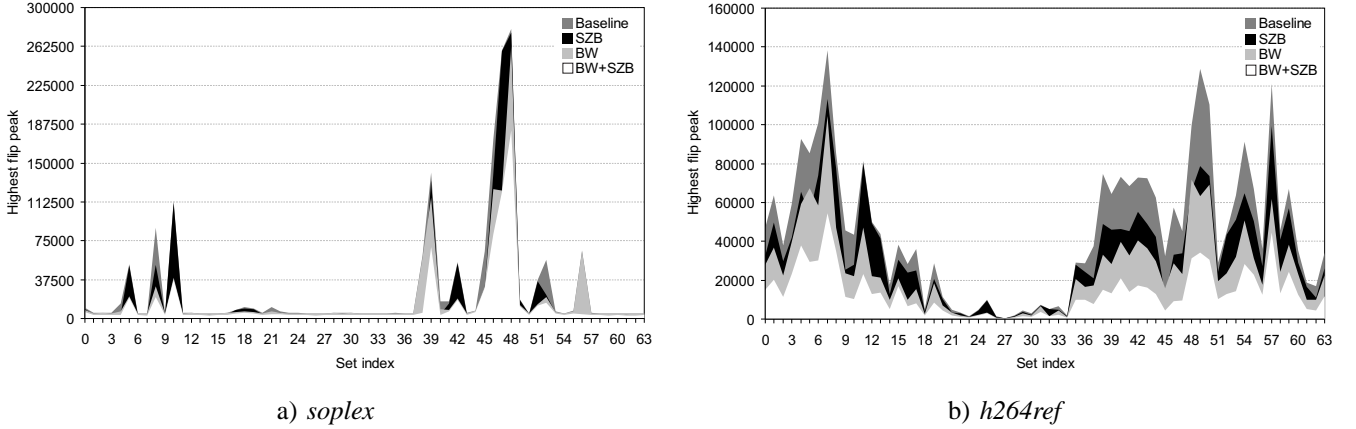 300000
262500
225000
187500
150000
112500
75000
37500
0
Highest flip peak
Baseline
SZB
BW
BW+SZB
0 3 6 9 12 15 18 21 24 27 30 33 36 39 42 45 48 51 54 57 60 63
Set index
a) soplex
160000
140000
120000
100000
80000
60000
40000
20000
0
Highest flip peak
Baseline
SZB
BW
BW+SZB
0 3 6 9 12 15 18 21 24 27 30 33 36 39 42 45 48 51 54 57 60 63
Set index
b) h264ref